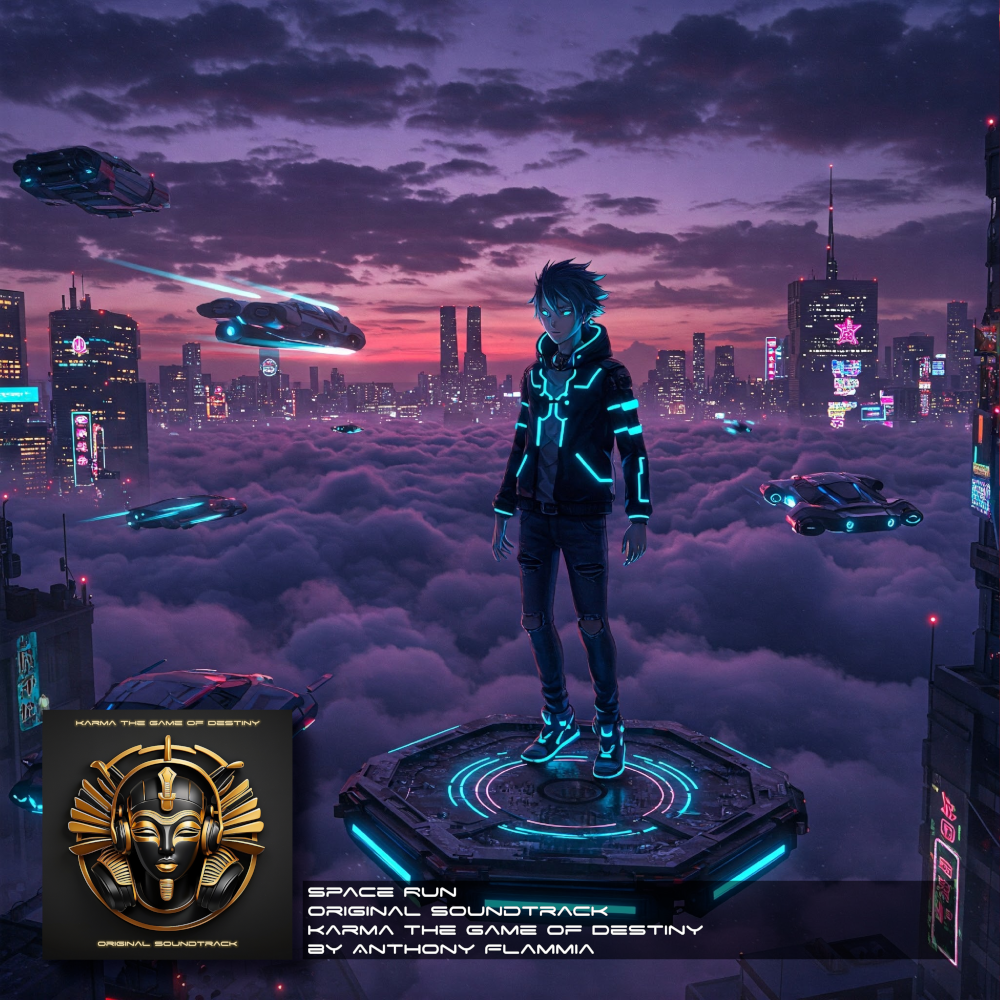 KARMA THE GAME OF DESTINY
ORIGINAL SOUNDTRACK
SPACE RUN
ORIGINAL SOUNDTRACK
KARMA THE GAME OF DESTINY
BY ANTHONY FLAMMIA